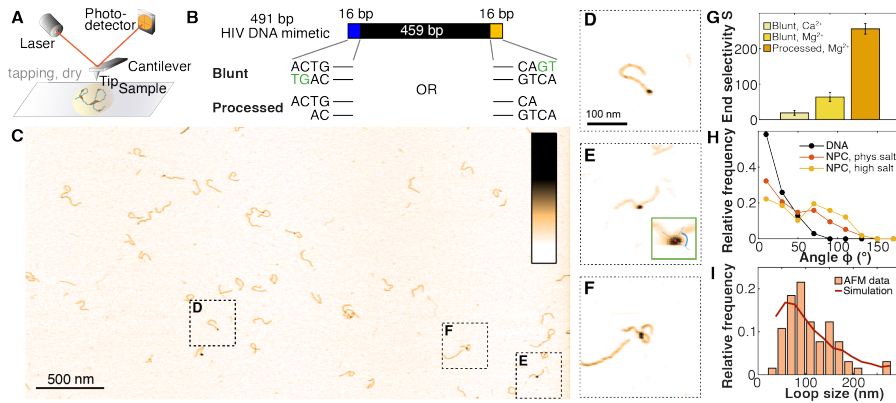 A
Laser
Photo-
detector
Cantilever
tapping, dry
Tip
Sample
B
491 bp
HIV DNA mimetic
16 bp
459 bp
16 bp
Blunt
ACTG
TGAC
CAGT
GTCA
OR
Processed
ACTG
AC
CA
GTCA
C
D
F
E
500 nm
D
100 nm
E
F
G
End selectivity S
200
0
Blunt, Ca²⁺
Blunt, Mg²⁺
Processed, Mg²⁺
H
Relative frequency
0.4
0.2
0
DNA
NPC, phys.salt
NPC, high salt
0
50
100
150
Angle ϕ (°)
I
Relative frequency
0.2
0.1
0
AFM data
Simulation
0
100
200
Loop size (nm)